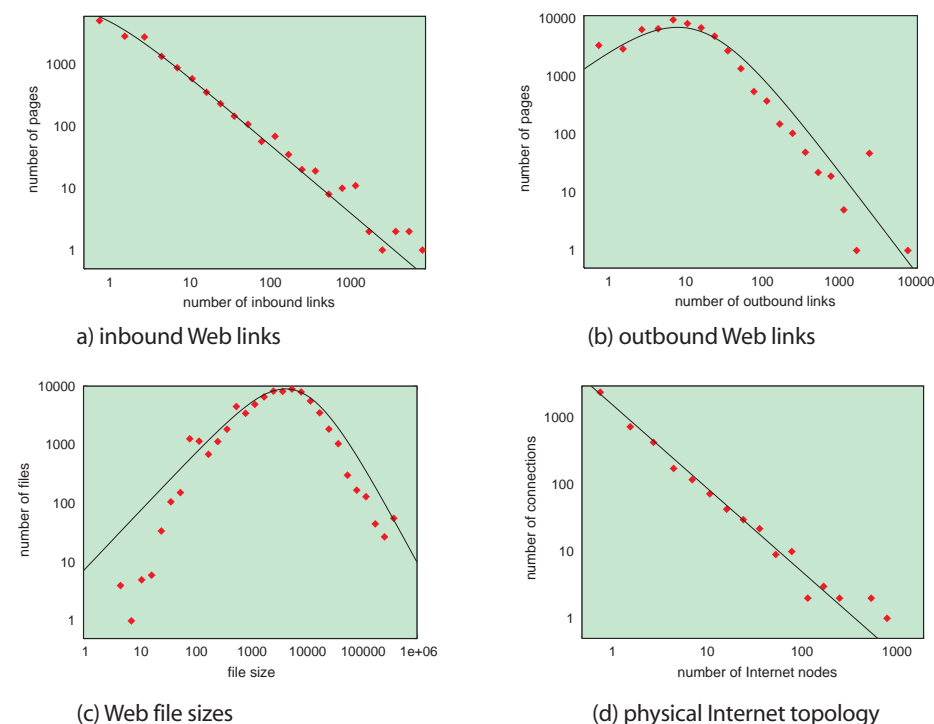 number of pages
1000
100
10
1
1
10
100
1000
number of inbound links
a) inbound Web links
number of pages
10000
1000
100
10
1
1
10
100
1000
10000
number of outbound links
(b) outbound Web links
number of files
10000
1000
100
10
1
1
10
100
1000
10000
100000
1e+06
file size
(c) Web file sizes
number of connections
1000
100
10
1
1
10
100
1000
number of Internet nodes
(d) physical Internet topology